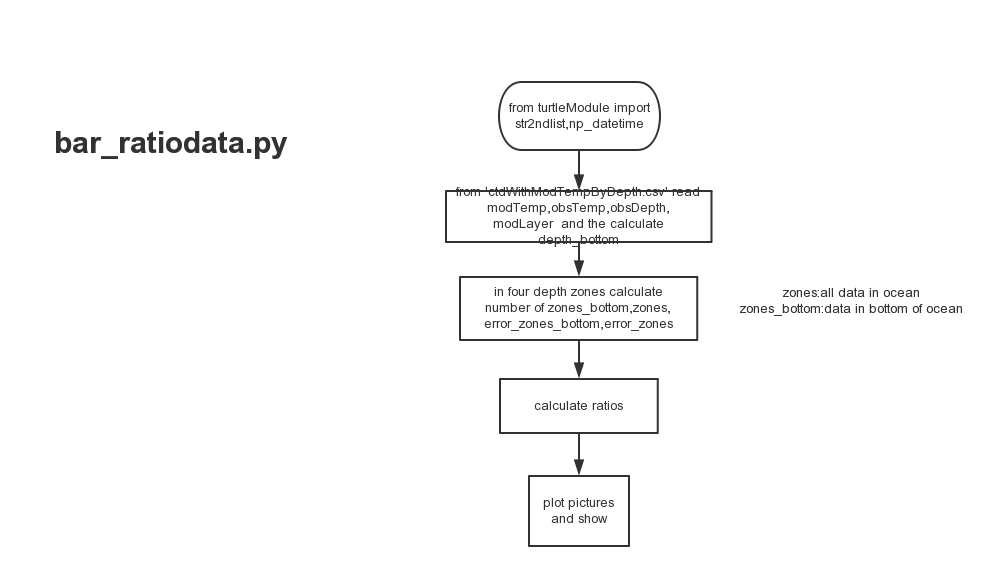 bar_ratiodata.py
from turtleModule import
str2ndlist,np_datetime
from 'ctdWithModTempByDepth.csv' read
modTemp,obsTemp,obsDepth,
modLayer  and the calculate
depth_bottom
in four depth zones calculate
number of zones_bottom,zones,
error_zones_bottom,error_zones
zones:all data in ocean
zones_bottom:data in bottom of ocean
calculate ratios
plot pictures
and show